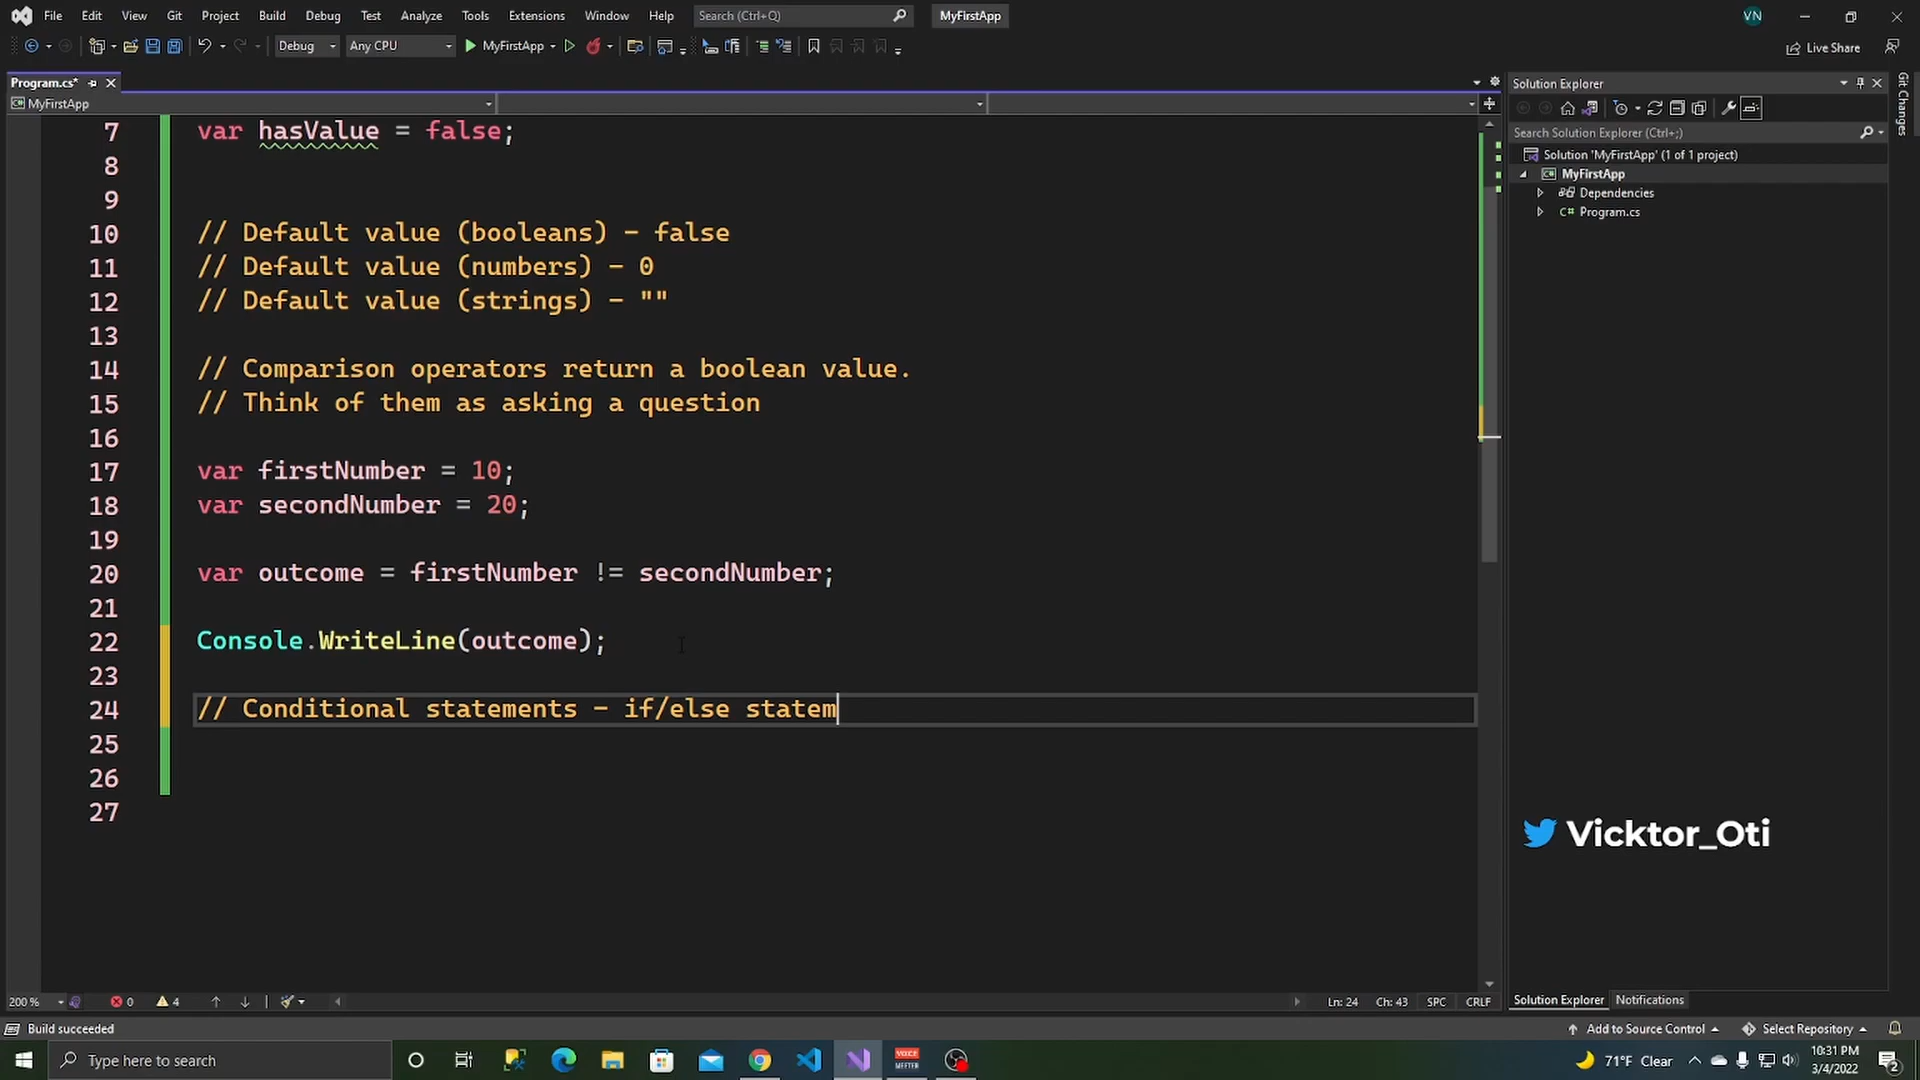 File Edit View Git Project Build Debug Test Analyze Tools Extensions Window Help Search (Ctrl+Q) MyFirstApp VN
Debug Any CPU MyFirstApp Live Share
Program.cs*
MyFirstApp
7 var hasValue = false;
8
9
10 // Default value (booleans) - false
11 // Default value (numbers) - 0
12 // Default value (strings) - ""
13
14 // Comparison operators return a boolean value.
15 // Think of them as asking a question
16
17 var firstNumber = 10;
18 var secondNumber = 20;
19
20 var outcome = firstNumber != secondNumber;
21
22 Console.WriteLine(outcome);
23
24 // Conditional statements - if/else statem
25
26
27
200 % 0 4 Ln: 24 Ch: 43 SPC CRLF
Solution Explorer
Search Solution Explorer (Ctrl+;)
Solution 'MyFirstApp' (1 of 1 project)
MyFirstApp
Dependencies
C# Program.cs
Git Changes
Vicktor_Oti
Solution Explorer Notifications
Build succeeded Add to Source Control Select Repository
Type here to search VOICE MEETER 71°F Clear 10:31 PM
3/4/2022 2